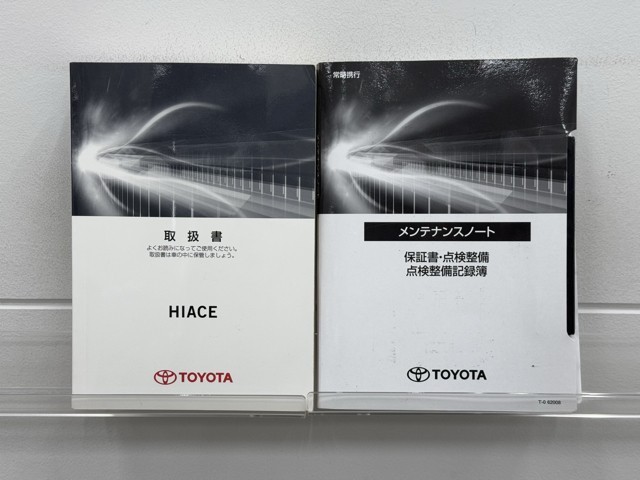 取扱書
よくお読みになってご使用ください。
取扱書は車の中に保管しましょう。
HIACE
TOYOTA
常時携行
メンテナンスノート
保証書・点検整備
点検整備記録簿
TOYOTA